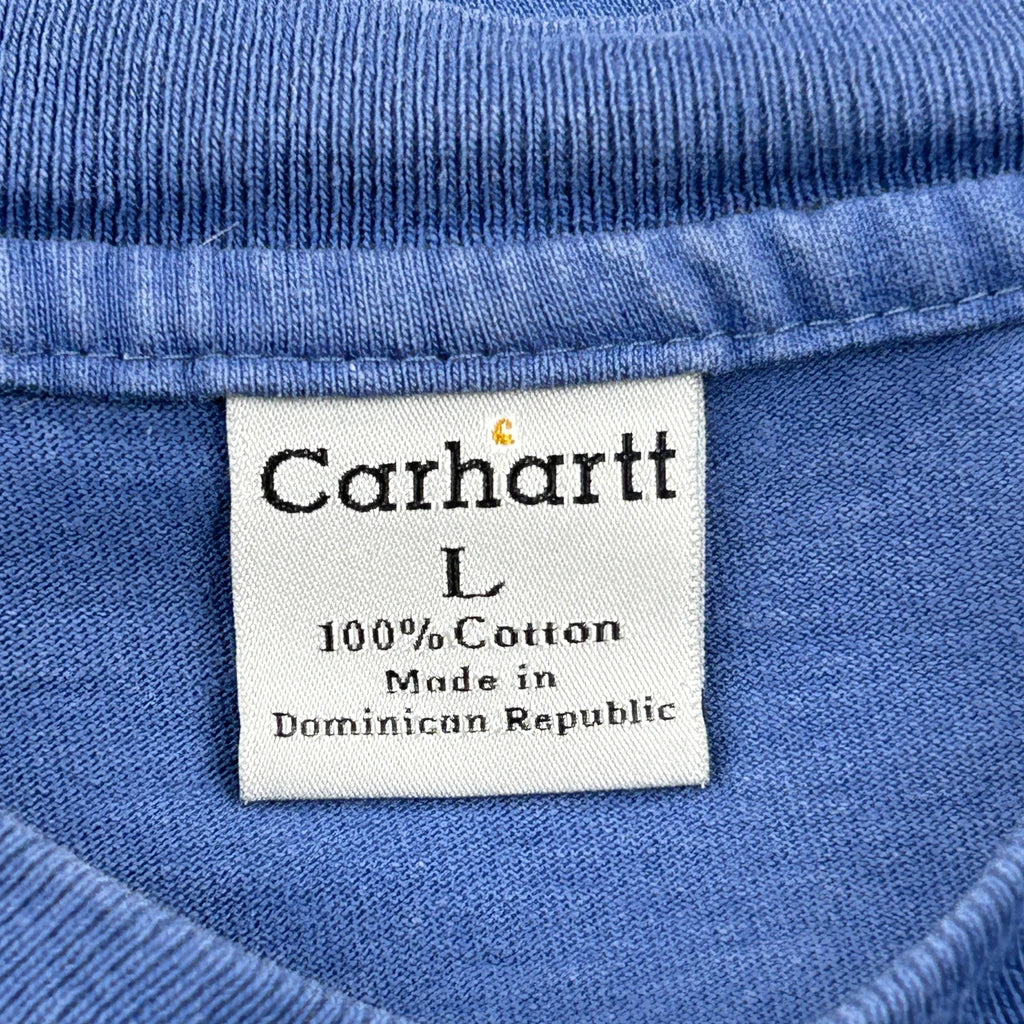 Carhartt
L
100% Cotton
Made in
Dominican Republic